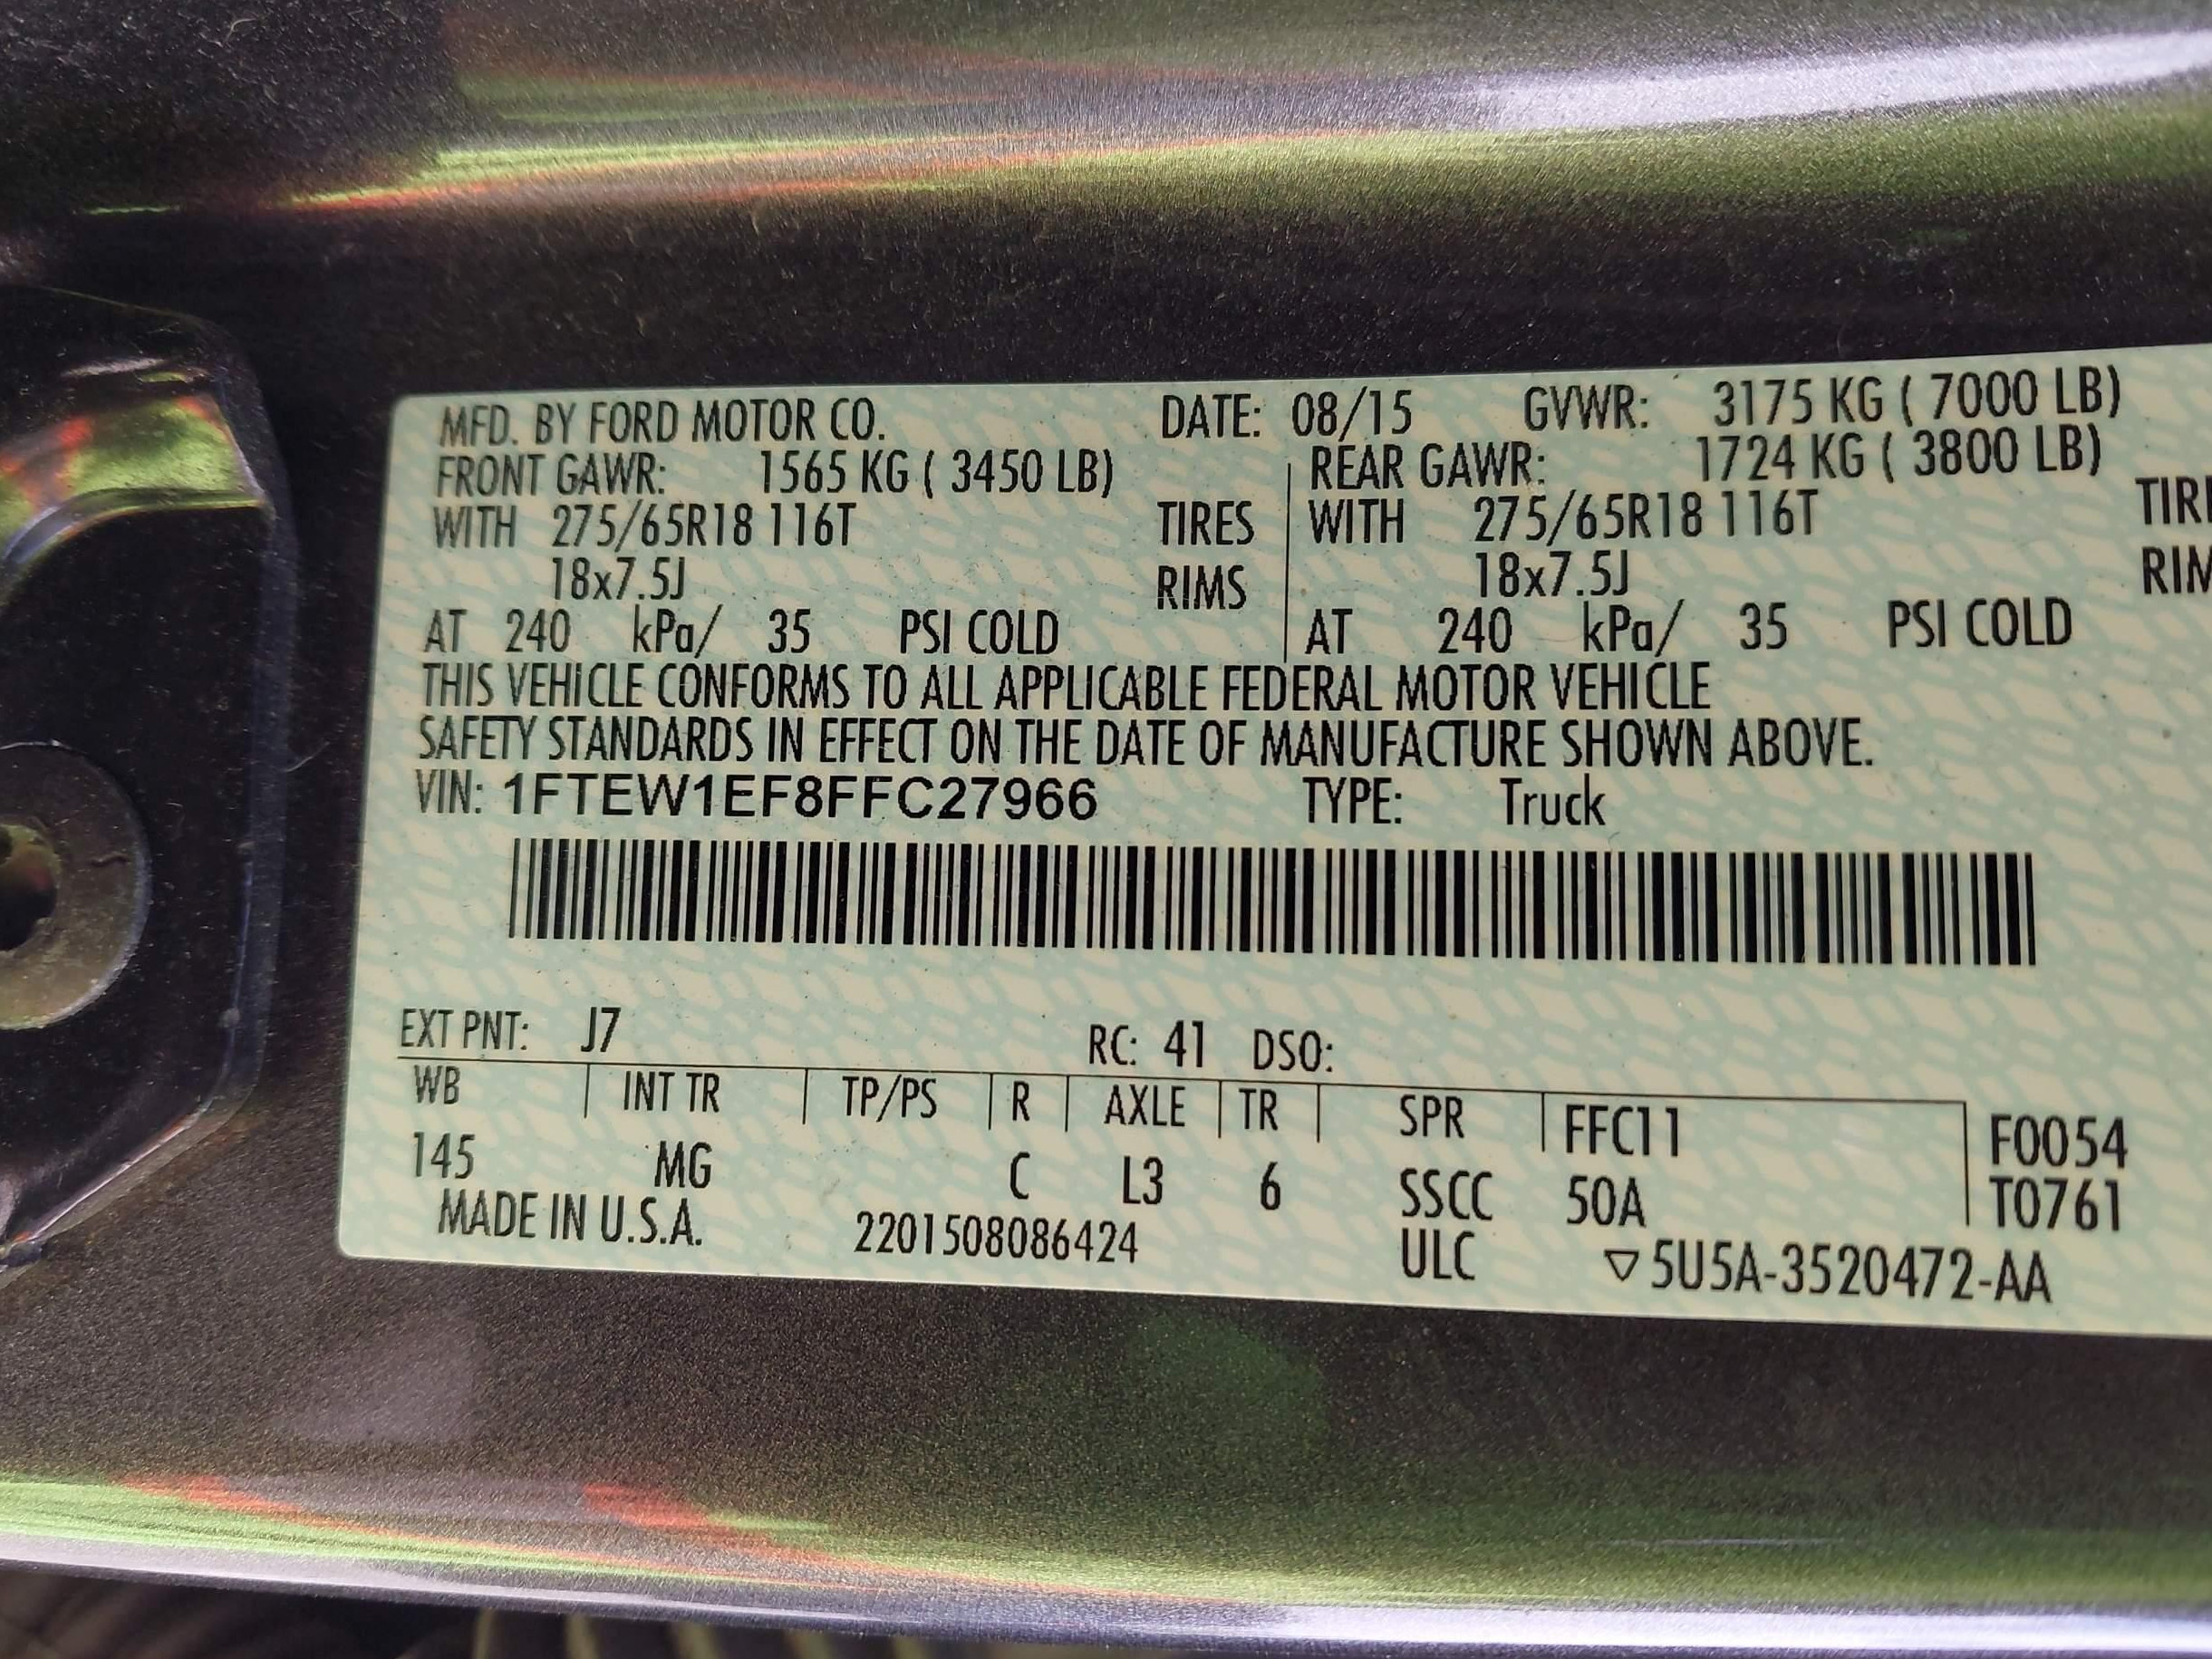 MFD. BY FORD MOTOR CO. DATE: 08/15 GVWR: 3175 KG ( 7000 LB)
FRONT GAWR: 1565 KG ( 3450 LB) REAR GAWR: 1724 KG ( 3800 LB)
WITH 275/65R18 116T TIRES WITH 275/65R18 116T TIR
18x7.5J RIMS 18x7.5J RIM
AT 240 kPa/ 35 PSI COLD AT 240 kPa/ 35 PSI COLD
THIS VEHICLE CONFORMS TO ALL APPLICABLE FEDERAL MOTOR VEHICLE
SAFETY STANDARDS IN EFFECT ON THE DATE OF MANUFACTURE SHOWN ABOVE.
VIN: 1FTEW1EF8FFC27966 TYPE: Truck
EXT PNT: J7 RC: 41 DSO:
WB INT TR TP/PS R AXLE TR SPR FFC11 F0054
145 MG C L3 6 SSCC 50A T0761
MADE IN U.S.A. 2201508086424 ULC ▽5U5A-3520472-AA